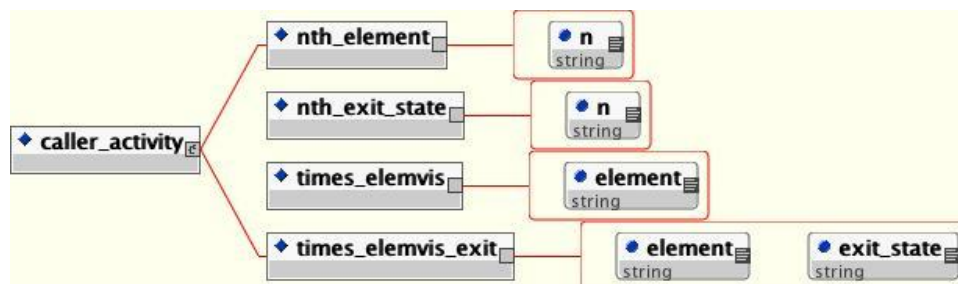 nth_element
n
string
nth_exit_state
n
string
caller_activity
e
times_elemvis
element
string
times_elemvis_exit
element
string
exit_state
string